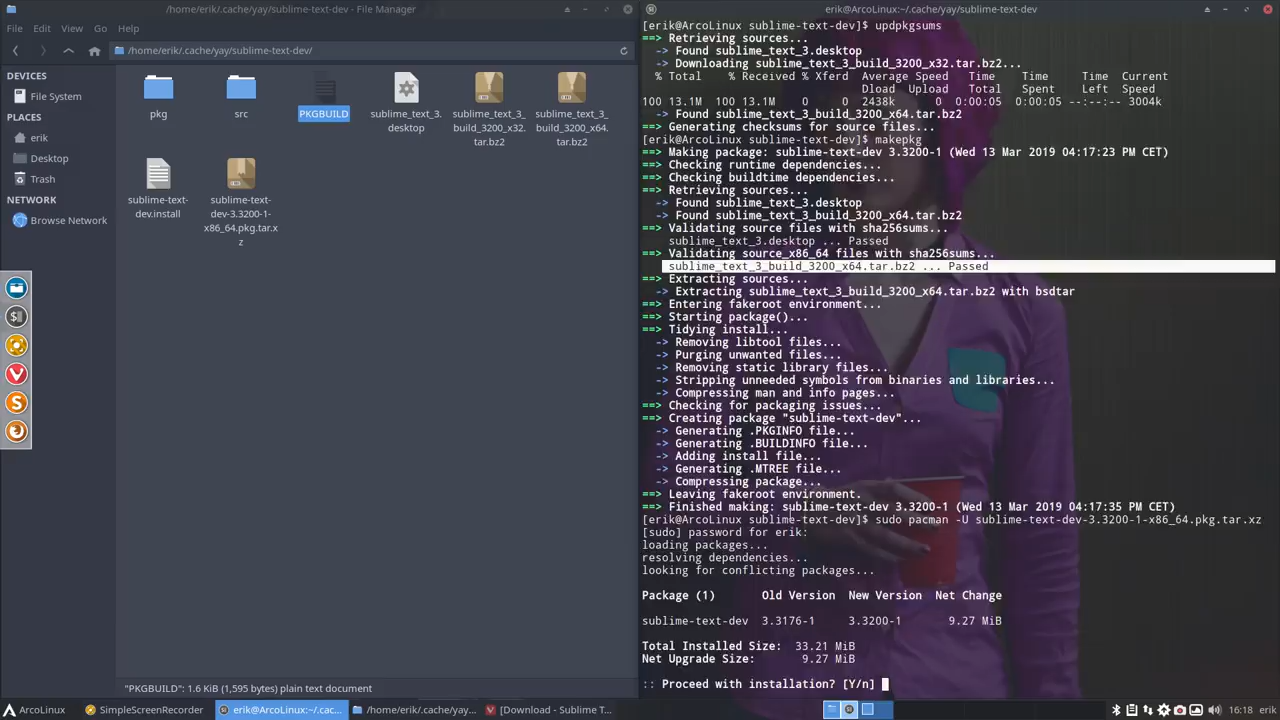 /home/erik/.cache/yay/sublime-text-dev - File Manager
File Edit View Go Help
/home/erik/.cache/yay/sublime-text-dev/
DEVICES
File System
PLACES
erik
Desktop
Trash
NETWORK
Browse Network
pkg
src
PKGBUILD
sublime_text_3.
desktop
sublime_text_3_
build_3200_x32.
tar.bz2
sublime_text_3_
build_3200_x64.
tar.bz2
sublime-text-
dev.install
sublime-text-
dev-3.3200-1-
x86_64.pkg.tar.x
z
"PKGBUILD": 1.6 KiB (1,595 bytes) plain text document
erik@ArcoLinux:~/.cache/yay/sublime-text-dev
[erik@ArcoLinux sublime-text-dev]$ updpkgsums
==> Retrieving sources...
-> Found sublime_text_3.desktop
-> Downloading sublime_text_3_build_3200_x32.tar.bz2...
% Total % Received % Xferd Average Speed Time Time Time Current
Dload Upload Total Spent Left Speed
100 13.1M 100 13.1M 0 0 2438k 0 0:00:05 0:00:05 --:--:-- 3004k
-> Found sublime_text_3_build_3200_x64.tar.bz2
==> Generating checksums for source files...
[erik@ArcoLinux sublime-text-dev]$ makepkg
==> Making package: sublime-text-dev 3.3200-1 (Wed 13 Mar 2019 04:17:23 PM CET)
==> Checking runtime dependencies...
==> Checking buildtime dependencies...
==> Retrieving sources...
-> Found sublime_text_3.desktop
-> Found sublime_text_3_build_3200_x64.tar.bz2
==> Validating source files with sha256sums...
sublime_text_3.desktop ... Passed
==> Validating source_x86_64 files with sha256sums...
sublime_text_3_build_3200_x64.tar.bz2 ... Passed
==> Extracting sources...
-> Extracting sublime_text_3_build_3200_x64.tar.bz2 with bsdtar
==> Entering fakeroot environment...
==> Starting package()...
==> Tidying install...
-> Removing libtool files...
-> Purging unwanted files...
-> Removing static library files...
-> Stripping unneeded symbols from binaries and libraries...
-> Compressing man and info pages...
==> Checking for packaging issues...
==> Creating package "sublime-text-dev"...
-> Generating .PKGINFO file...
-> Generating .BUILDINFO file...
-> Adding install file...
-> Generating .MTREE file...
-> Compressing package...
==> Leaving fakeroot environment.
==> Finished making: sublime-text-dev 3.3200-1 (Wed 13 Mar 2019 04:17:35 PM CET)
[erik@ArcoLinux sublime-text-dev]$ sudo pacman -U sublime-text-dev-3.3200-1-x86_64.pkg.tar.xz
[sudo] password for erik:
loading packages...
resolving dependencies...
looking for conflicting packages...
Package (1) Old Version New Version Net Change
sublime-text-dev 3.3176-1 3.3200-1 9.27 MiB
Total Installed Size: 33.21 MiB
Net Upgrade Size: 9.27 MiB
:: Proceed with installation? [Y/n]
ArcoLinux
SimpleScreenRecorder
erik@ArcoLinux:~/.cac...
/home/erik/.cache/yay...
[Download - Sublime T...
16:18 erik